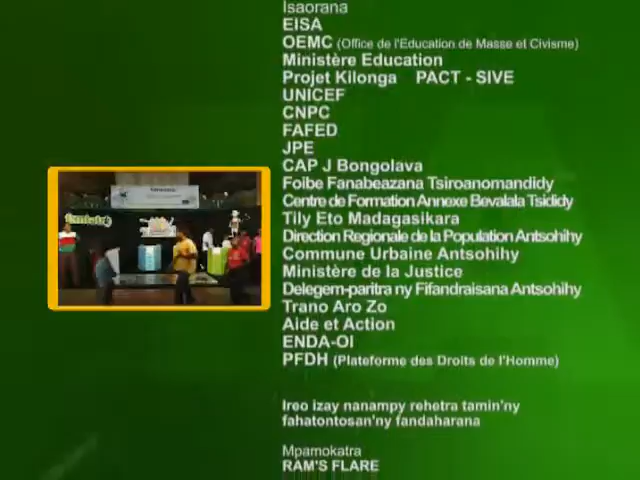 Isaorana
EISA
OEMC (Office de l'Education de Masse et Civisme)
Ministère Education
Projet Kilonga PACT - SIVE
UNICEF
CNPC
FAFED
JPE
CAP J Bongolava
Foibe Fanabeazana Tsiroanomandidy
Centre de Formation Annexe Bevalala Tsididy
Tily Eto Madagasikara
Direction Regionale de la Population Antsohihy
Commune Urbaine Antsohihy
Ministère de la Justice
Delegem-paritra ny Fifandraisana Antsohihy
Trano Aro Zo
Aide et Action
ENDA-OI
PFDH (Plateforme des Droits de l'Homme)
Ireo izay nanampy rehetra tamin'ny
fahatontosan'ny fandaharana
Mpamokatra
RAM'S FLARE